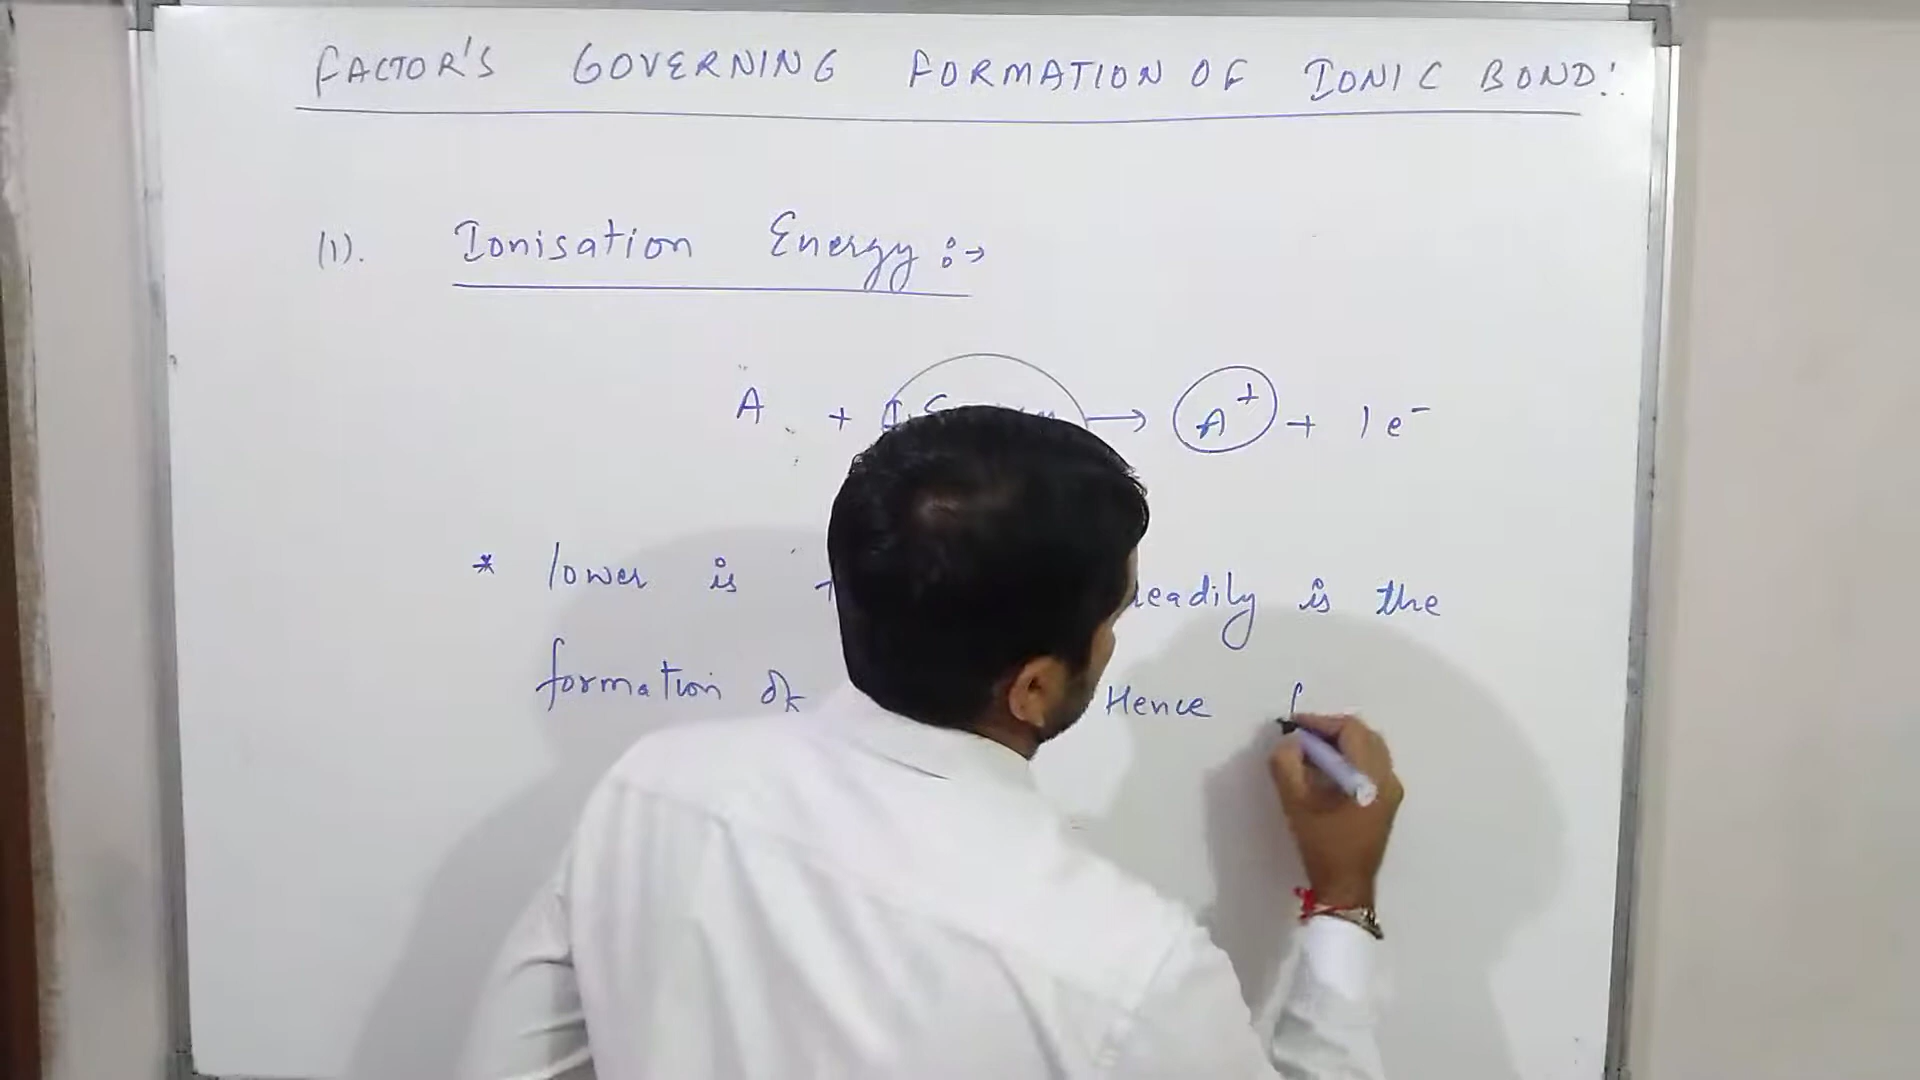 FACTOR'S GOVERNING FORMATION OF IONIC BOND:
(1). Ionisation Energy :→
A + → A⁺ + 1e⁻
* lower is readily is the
formation of Hence